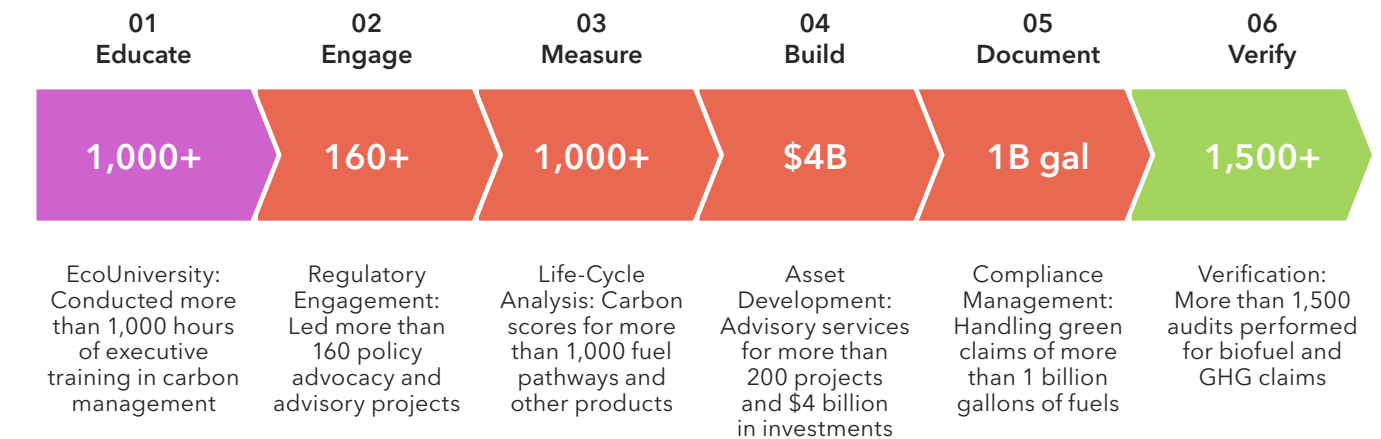 01
Educate
02
Engage
03
Measure
04
Build
05
Document
06
Verify
1,000+
160+
1,000+
$4B
1B gal
1,500+
EcoUniversity:
Conducted more
than 1,000 hours
of executive
training in carbon
management
Regulatory
Engagement:
Led more than
160 policy
advocacy and
advisory projects
Life-Cycle
Analysis: Carbon
scores for more
than 1,000 fuel
pathways and
other products
Asset
Development:
Advisory services
for more than
200 projects
and $4 billion
in investments
Compliance
Management:
Handling green
claims of more
than 1 billion
gallons of fuels
Verification:
More than 1,500
audits performed
for biofuel and
GHG claims